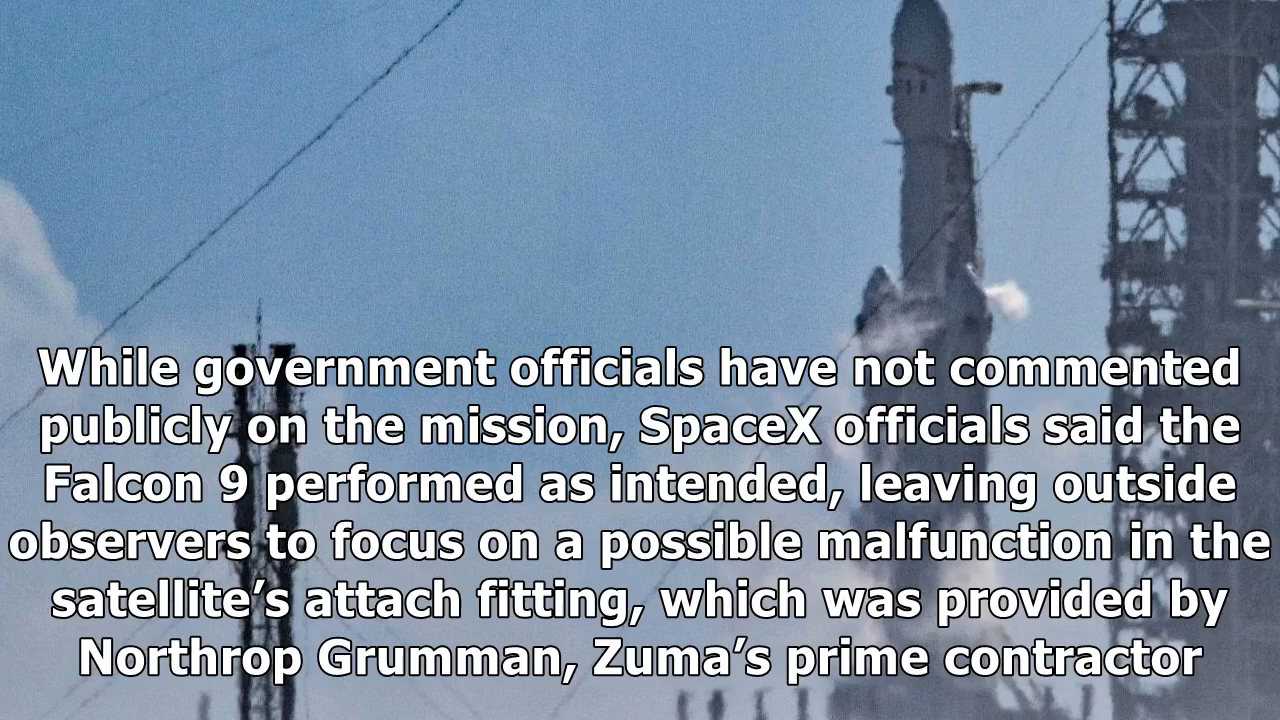 While government officials have not commented
publicly on the mission, SpaceX officials said the
Falcon 9 performed as intended, leaving outside
observers to focus on a possible malfunction in the
satellite’s attach fitting, which was provided by
Northrop Grumman, Zuma’s prime contractor